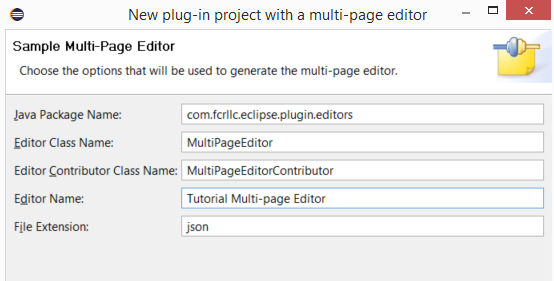 New plug-in project with a multi-page editor
Sample Multi-Page Editor
Choose the options that will be used to generate the multi-page editor.
Java Package Name: com.fcrllc.eclipse.plugin.editors
Editor Class Name: MultiPageEditor
Editor Contributor Class Name: MultiPageEditorContributor
Editor Name: Tutorial Multi-page Editor
File Extension: json